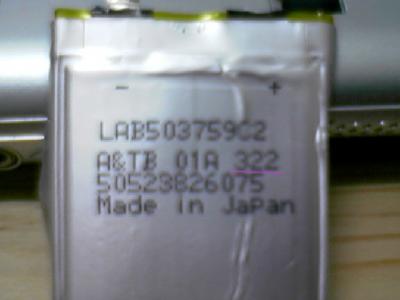 - +
LAB503759C2
A&TB 01A 322
50523826075
Made in JaPan